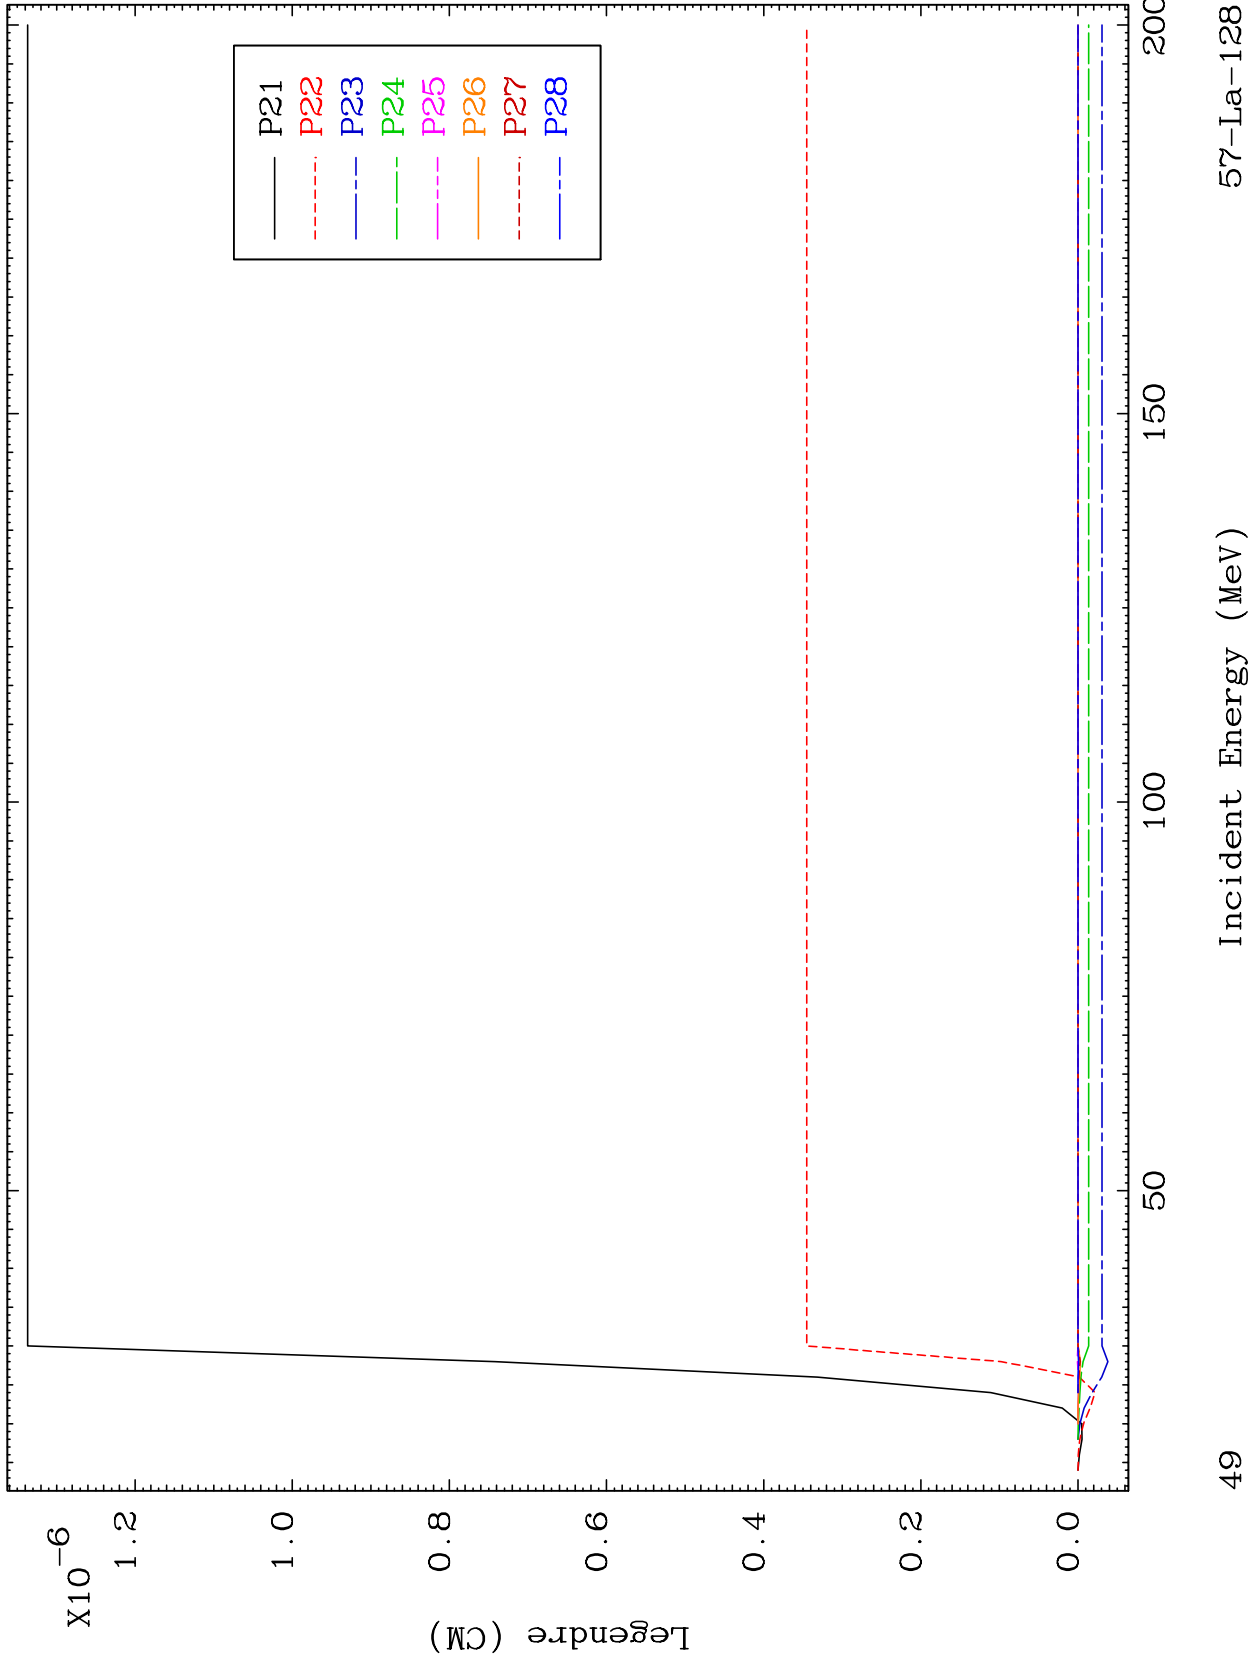 X10-6
1.2
1.0
0.8
0.6
0.4
0.2
0.0
Legendre (CM)
P21
P22
P23
P24
P25
P26
P27
P28
50
100
150
200
Incident Energy (MeV)
49
57-La-128